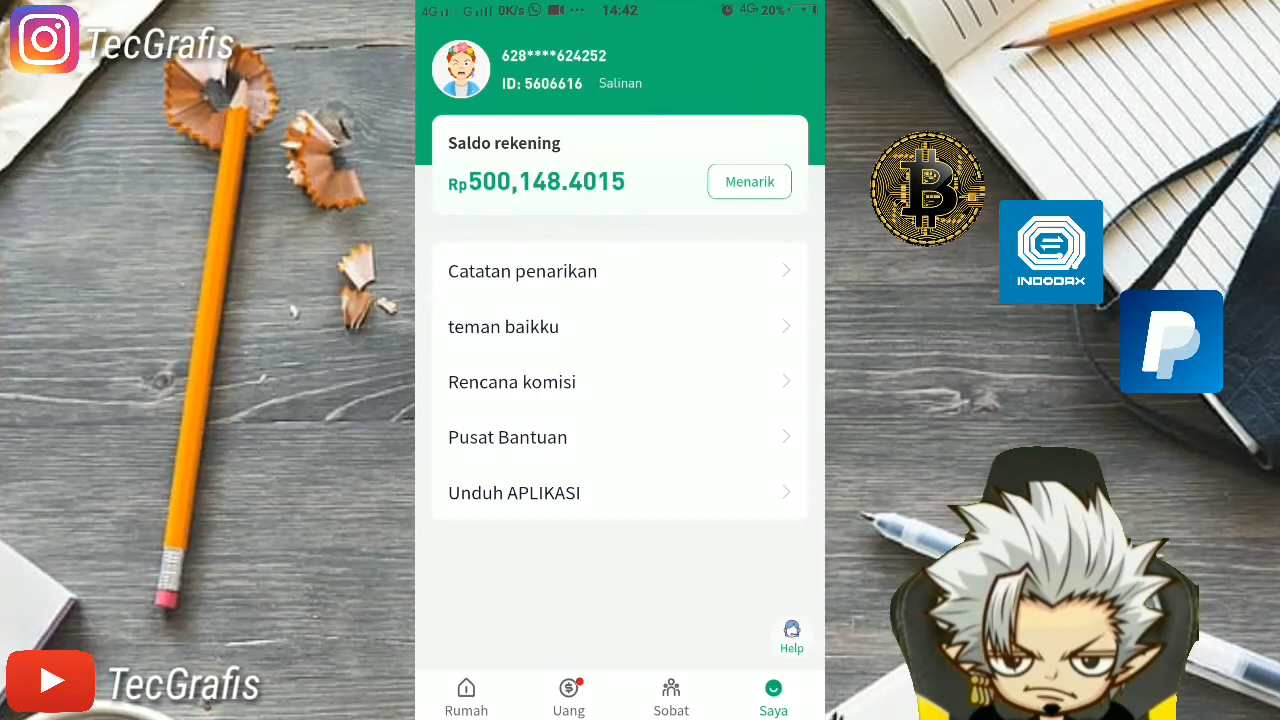 TecGrafis
4G G 0K/s ... 14:42 4G 20%
628****624252
ID: 5606616 Salinan
Saldo rekening
Rp500,148.4015
Menarik
Catatan penarikan
teman baikku
Rencana komisi
Pusat Bantuan
Unduh APLIKASI
Help
Rumah Uang Sobat Saya
B
INDODAX
P
TecGrafis